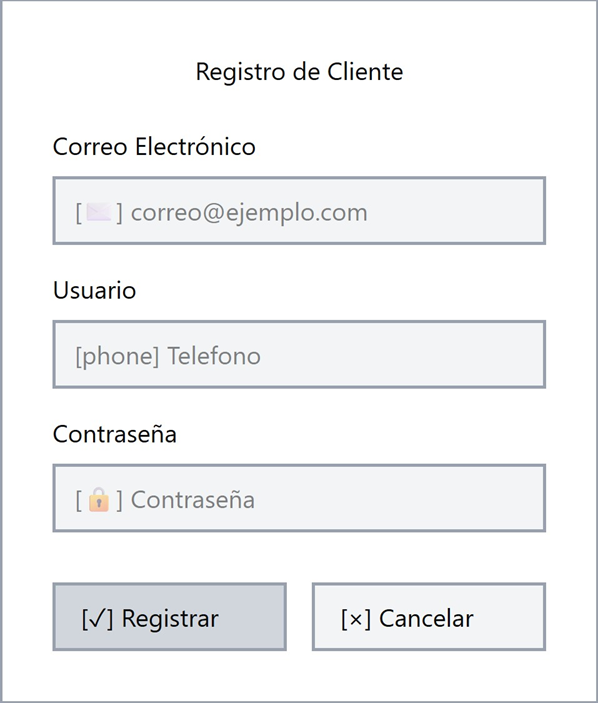 Registro de Cliente
Correo Electrónico
[✉️] correo@ejemplo.com
Usuario
[phone] Telefono
Contraseña
[🔒] Contraseña
[✓] Registrar
[×] Cancelar